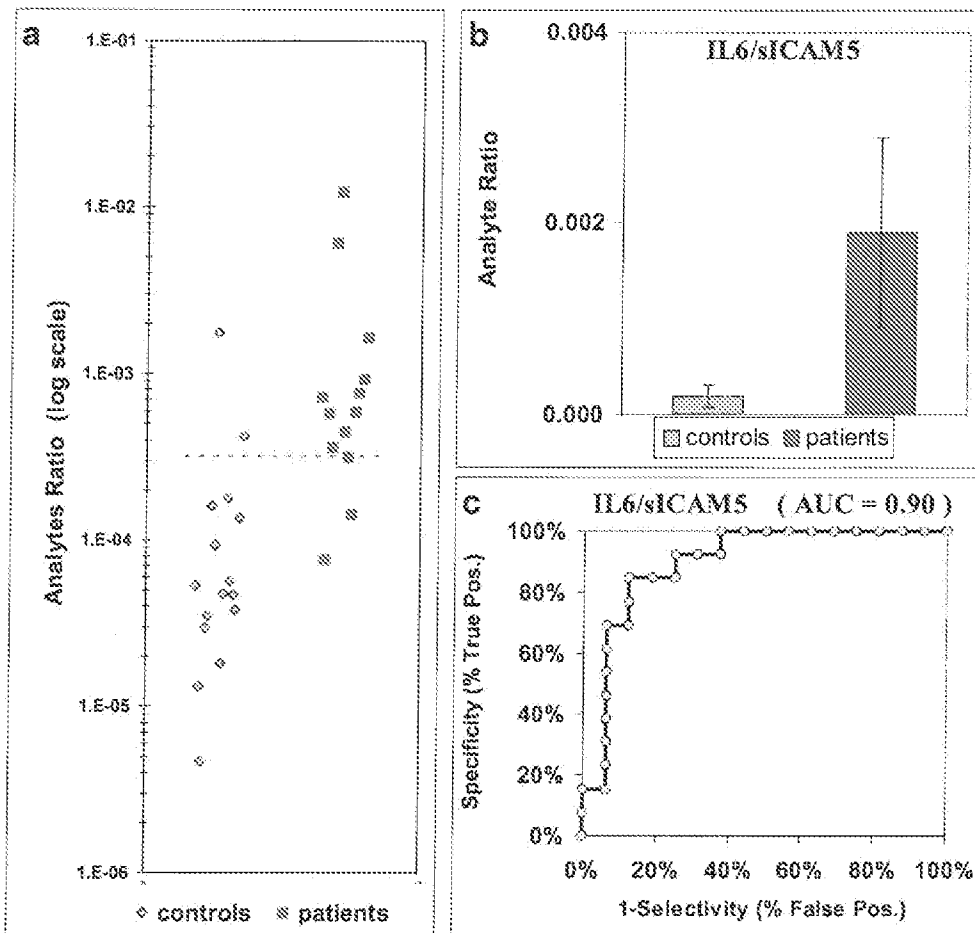 a
1.E-01
1.E-02
1.E-03
1.E-04
1.E-05
1.E-06
Analytes Ratio (log scale)
controls patients
b
IL6/sICAM5
0.004
0.002
0.000
Analyte Ratio
controls patients
c
IL6/sICAM5 ( AUC = 0.90 )
100%
80%
60%
40%
20%
0%
Specificity (% True Pos.)
0% 20% 40% 60% 80% 100%
1-Selectivity (% False Pos.)